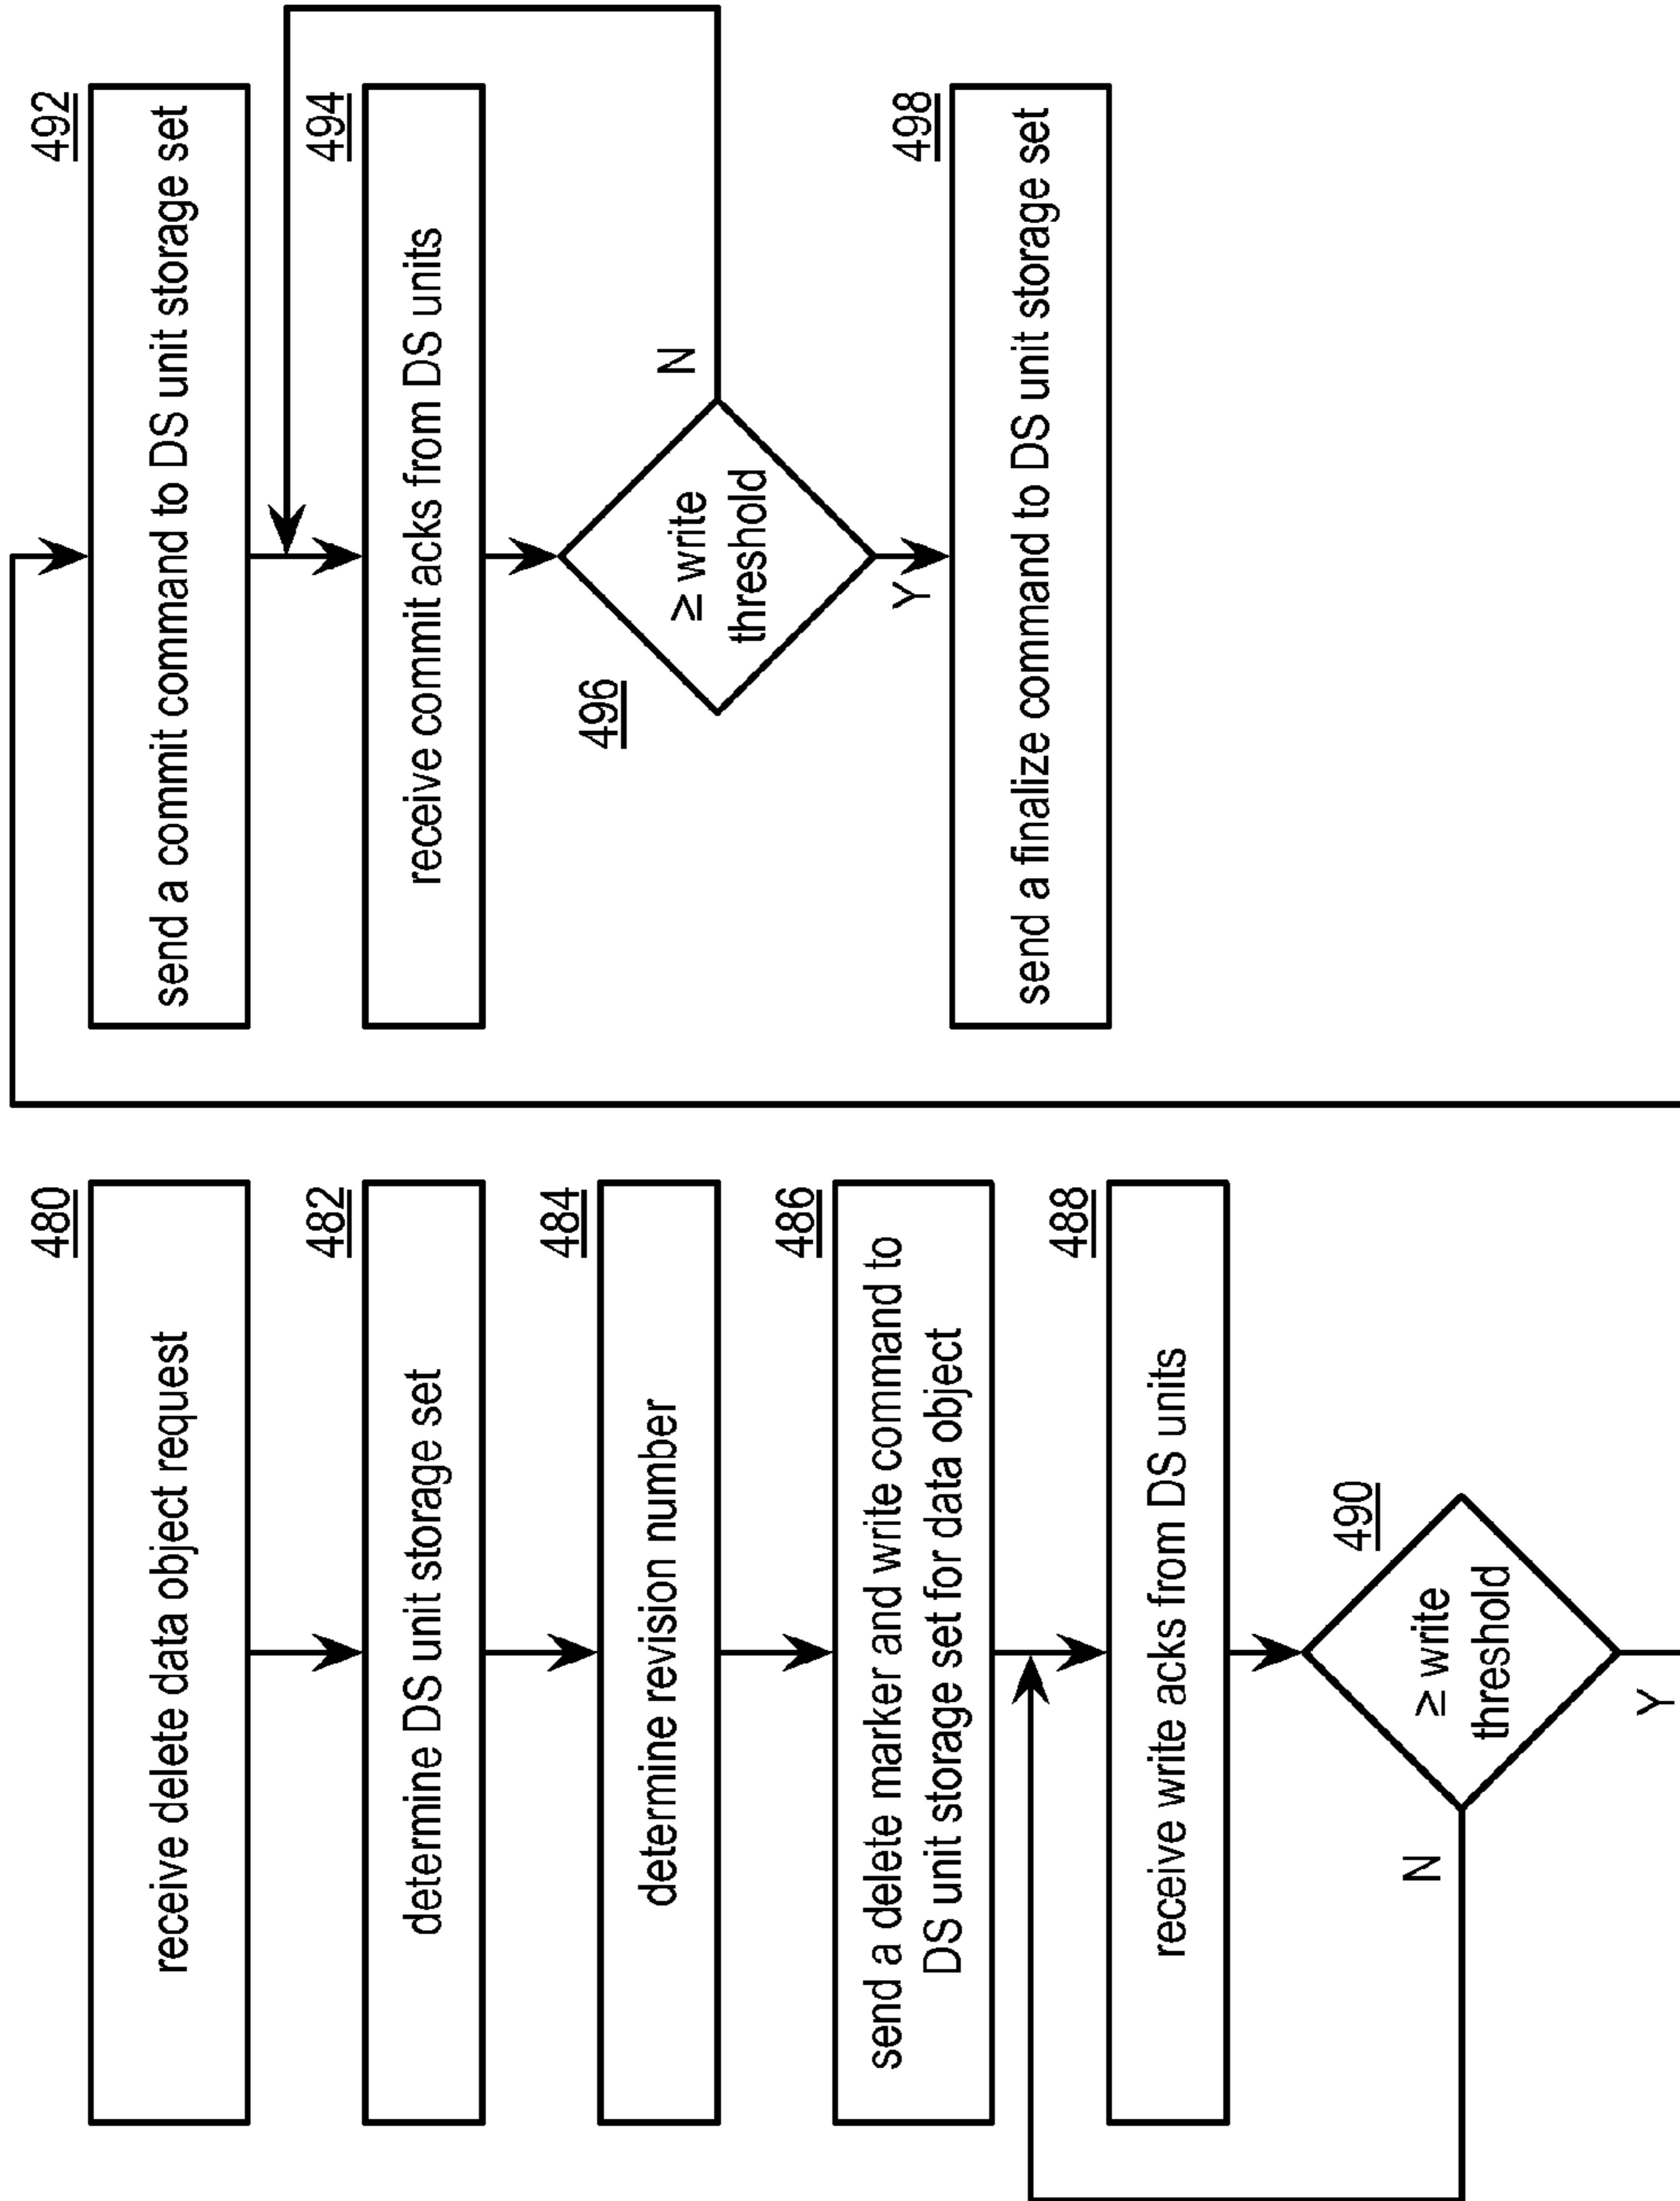 480
receive delete data object request
482
determine DS unit storage set
484
determine revision number
486
send a delete marker and write command to
DS unit storage set for data object
488
receive write acks from DS units
490
≥ write
threshold
N
Y
492
send a commit command to DS unit storage set
494
receive commit acks from DS units
496
≥ write
threshold
N
Y
498
send a finalize command to DS unit storage set